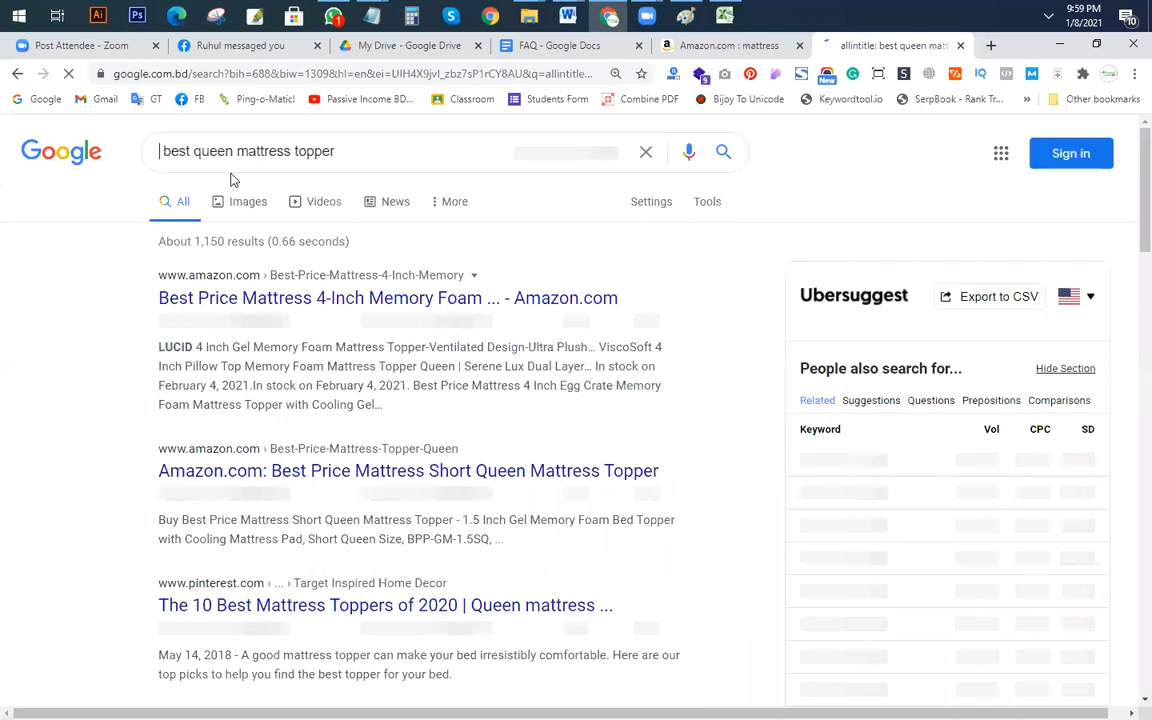 9:59 PM
1/8/2021
10
1
Post Attendee - Zoom
Ruhul messaged you
My Drive - Google Drive
FAQ - Google Docs
Amazon.com : mattress
allintitle: best queen matt
google.com.bd/search?bih=688&biw=1309&hl=en&ei=UIH4X9jvI_zbz7sP1rCY8AU&q=allintitle...
9
New
Google
Gmail
GT
FB
Ping-o-Matic!
Passive Income BD...
Classroom
Students Form
Combine PDF
Bijoy To Unicode
Keywordtool.io
SerpBook - Rank Tr...
Other bookmarks
Google
best queen mattress topper
Sign in
All
Images
Videos
News
More
Settings
Tools
About 1,150 results (0.66 seconds)
www.amazon.com › Best-Price-Mattress-4-Inch-Memory
Best Price Mattress 4-Inch Memory Foam ... - Amazon.com
LUCID 4 Inch Gel Memory Foam Mattress Topper-Ventilated Design-Ultra Plush… ViscoSoft 4
Inch Pillow Top Memory Foam Mattress Topper Queen | Serene Lux Dual Layer… In stock on
February 4, 2021.In stock on February 4, 2021. Best Price Mattress 4 Inch Egg Crate Memory
Foam Mattress Topper with Cooling Gel…
www.amazon.com › Best-Price-Mattress-Topper-Queen
Amazon.com: Best Price Mattress Short Queen Mattress Topper
Buy Best Price Mattress Short Queen Mattress Topper - 1.5 Inch Gel Memory Foam Bed Topper
with Cooling Mattress Pad, Short Queen Size, BPP-GM-1.5SQ, ...
www.pinterest.com › ... › Target Inspired Home Decor
The 10 Best Mattress Toppers of 2020 | Queen mattress ...
May 14, 2018 - A good mattress topper can make your bed irresistibly comfortable. Here are our
top picks to help you find the best topper for your bed.
Ubersuggest
Export to CSV
People also search for...
Hide Section
Related
Suggestions
Questions
Prepositions
Comparisons
Keyword
Vol
CPC
SD